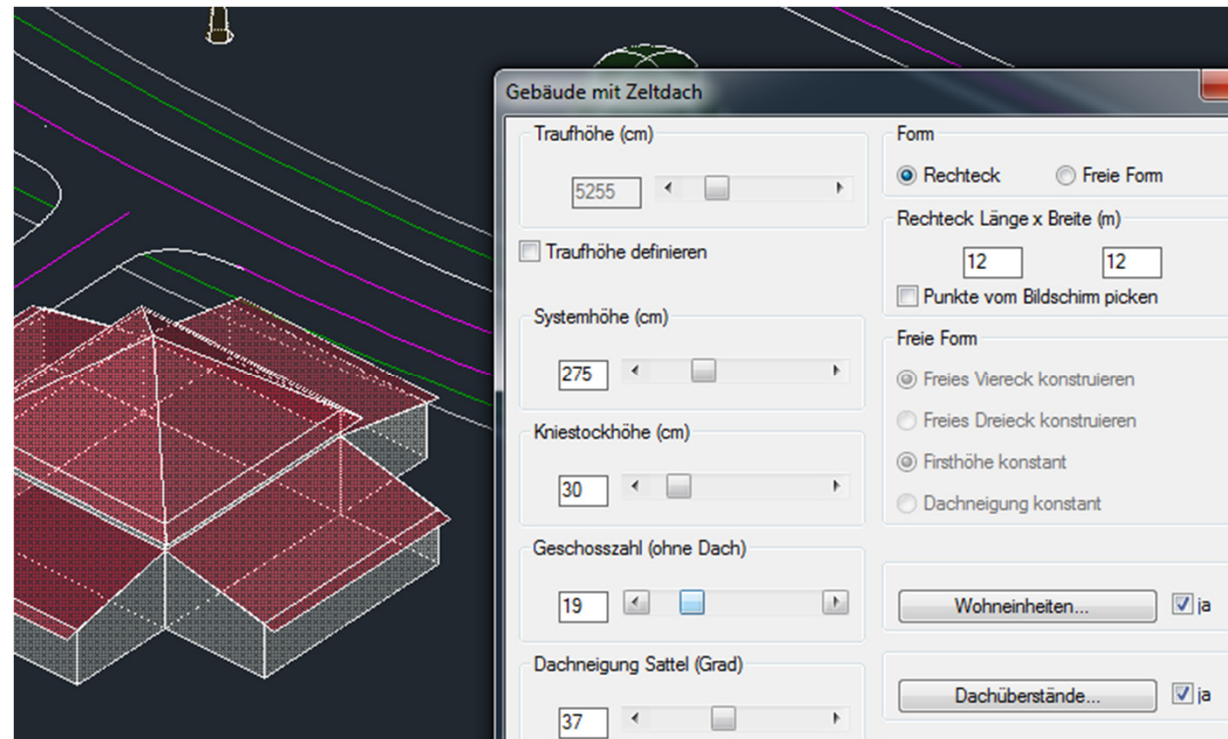 Gebäude mit Zeltdach
Traufhöhe (cm)
5255
Traufhöhe definieren
Systemhöhe (cm)
275
Kniestockhöhe (cm)
30
Geschosszahl (ohne Dach)
19
Dachneigung Sattel (Grad)
37
Form
Rechteck Freie Form
Rechteck Länge x Breite (m)
12 12
Punkte vom Bildschirm picken
Freie Form
Freies Viereck konstruieren
Freies Dreieck konstruieren
Firsthöhe konstant
Dachneigung konstant
Wohneinheiten... ja
Dachüberstände... ja